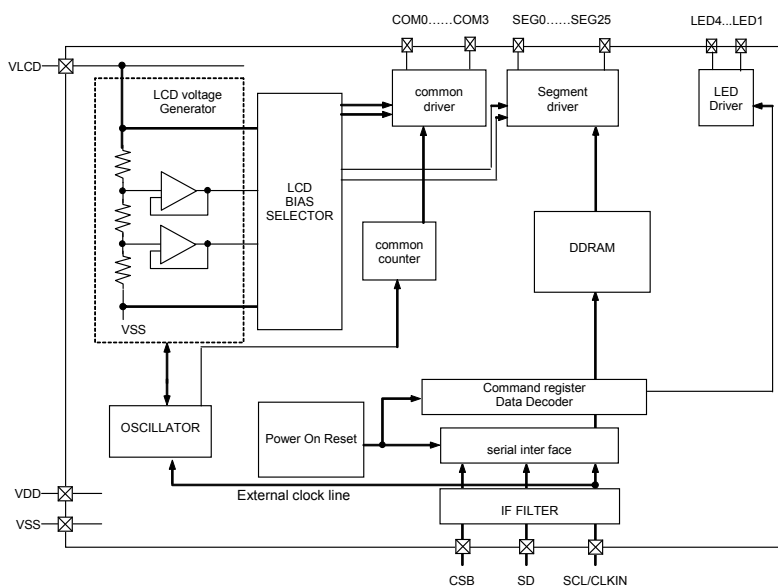 COM0……COM3
SEG0……SEG25
LED4...LED1
VLCD
LCD voltage
Generator
common
driver
Segment
driver
LED
Driver
LCD
BIAS
SELECTOR
common
counter
DDRAM
VSS
OSCILLATOR
Power On Reset
Command register
Data Decoder
serial inter face
VDD
External clock line
IF FILTER
VSS
CSB
SD
SCL/CLKIN